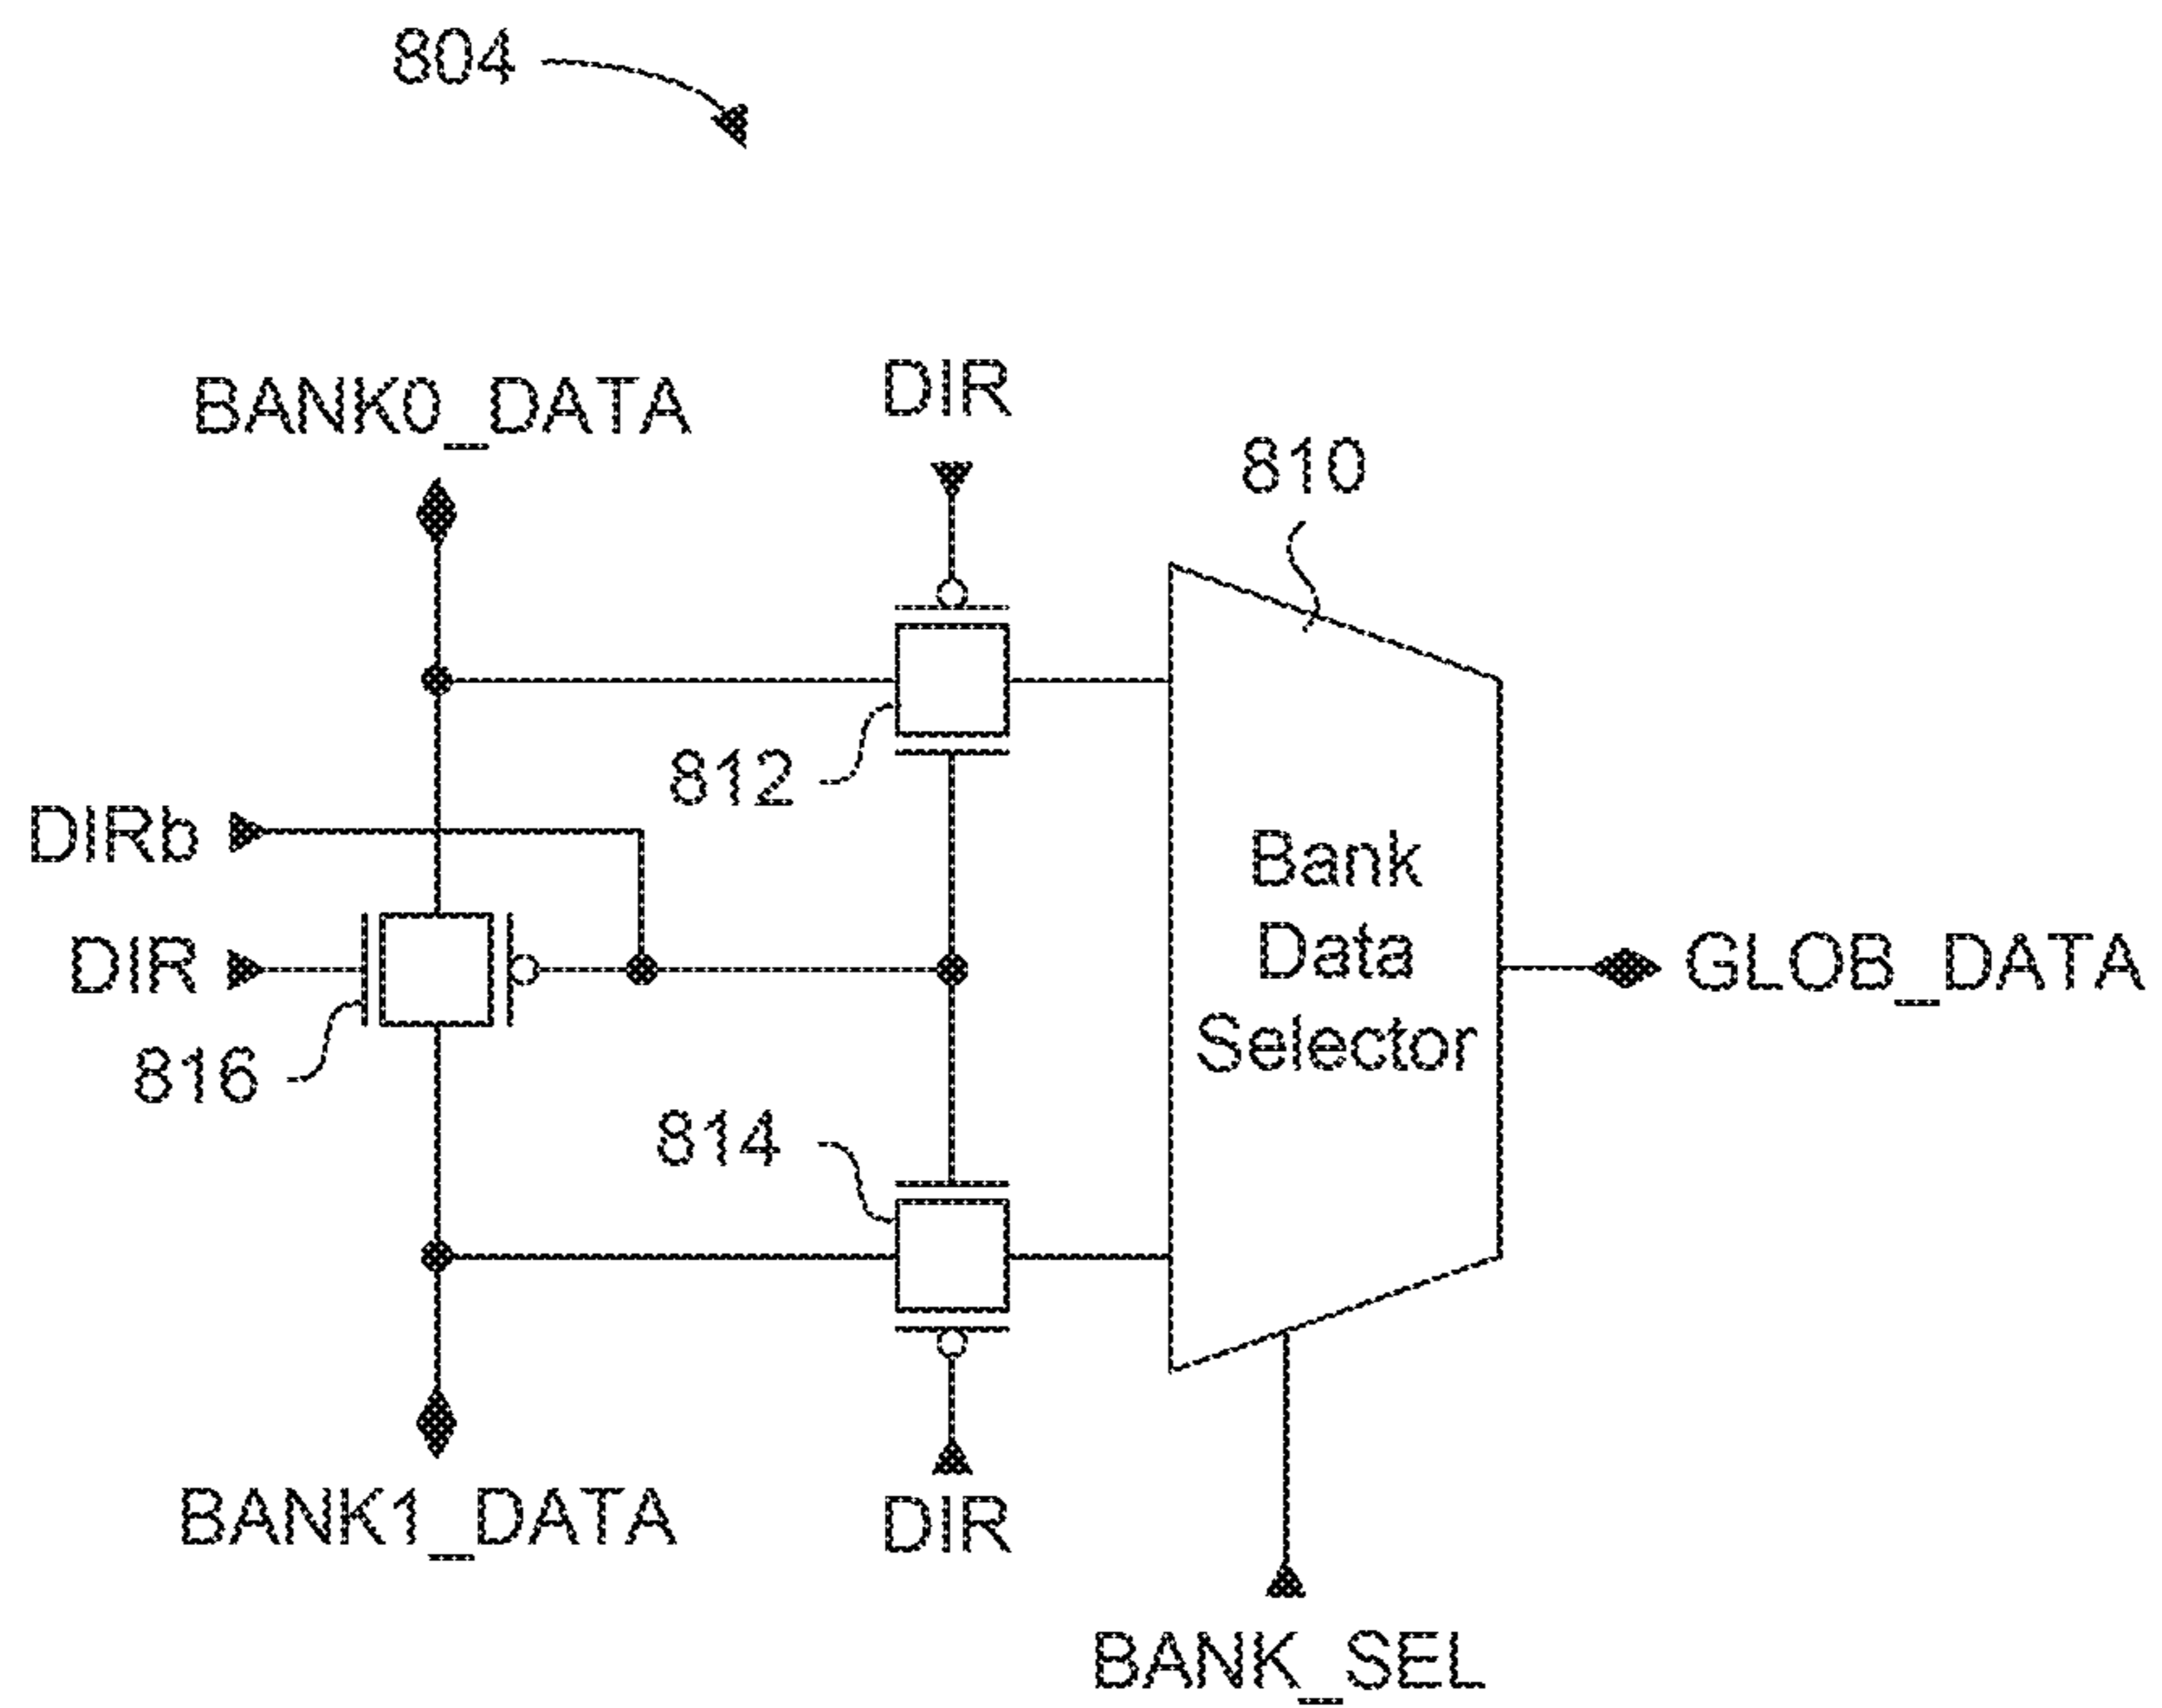 804
BANK0_DATA
DIR
810
812
DIRb
DIR
816
814
Bank
Data
Selector
GLOB_DATA
BANK1_DATA
DIR
BANK_SEL